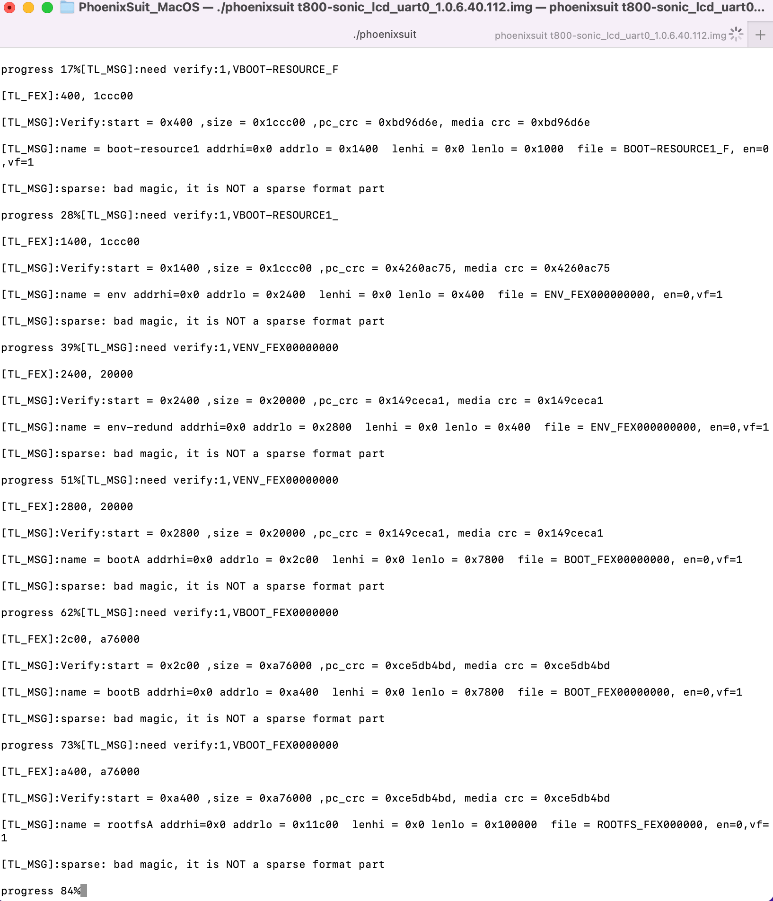 PhoenixSuit_MacOS — ./phoenixsuit t800-sonic_lcd_uart0_1.0.6.40.112.img — phoenixsuit t800-sonic_lcd_uart0...
./phoenixsuit
phoenixsuit t800-sonic_lcd_uart0_1.0.6.40.112.img
+
progress 17%[TL_MSG]:need verify:1,VBOOT-RESOURCE_F
[TL_FEX]:400, 1ccc00
[TL_MSG]:Verify:start = 0x400 ,size = 0x1ccc00 ,pc_crc = 0xbd96d6e, media crc = 0xbd96d6e
[TL_MSG]:name = boot-resource1 addrhi=0x0 addrlo = 0x1400  lenhi = 0x0 lenlo = 0x1000  file = BOOT-RESOURCE1_F, en=0
,vf=1
[TL_MSG]:sparse: bad magic, it is NOT a sparse format part
progress 28%[TL_MSG]:need verify:1,VBOOT-RESOURCE1_
[TL_FEX]:1400, 1ccc00
[TL_MSG]:Verify:start = 0x1400 ,size = 0x1ccc00 ,pc_crc = 0x4260ac75, media crc = 0x4260ac75
[TL_MSG]:name = env addrhi=0x0 addrlo = 0x2400  lenhi = 0x0 lenlo = 0x400  file = ENV_FEX000000000, en=0,vf=1
[TL_MSG]:sparse: bad magic, it is NOT a sparse format part
progress 39%[TL_MSG]:need verify:1,VENV_FEX00000000
[TL_FEX]:2400, 20000
[TL_MSG]:Verify:start = 0x2400 ,size = 0x20000 ,pc_crc = 0x149ceca1, media crc = 0x149ceca1
[TL_MSG]:name = env-redund addrhi=0x0 addrlo = 0x2800  lenhi = 0x0 lenlo = 0x400  file = ENV_FEX000000000, en=0,vf=1
[TL_MSG]:sparse: bad magic, it is NOT a sparse format part
progress 51%[TL_MSG]:need verify:1,VENV_FEX00000000
[TL_FEX]:2800, 20000
[TL_MSG]:Verify:start = 0x2800 ,size = 0x20000 ,pc_crc = 0x149ceca1, media crc = 0x149ceca1
[TL_MSG]:name = bootA addrhi=0x0 addrlo = 0x2c00  lenhi = 0x0 lenlo = 0x7800  file = BOOT_FEX00000000, en=0,vf=1
[TL_MSG]:sparse: bad magic, it is NOT a sparse format part
progress 62%[TL_MSG]:need verify:1,VBOOT_FEX0000000
[TL_FEX]:2c00, a76000
[TL_MSG]:Verify:start = 0x2c00 ,size = 0xa76000 ,pc_crc = 0xce5db4bd, media crc = 0xce5db4bd
[TL_MSG]:name = bootB addrhi=0x0 addrlo = 0xa400  lenhi = 0x0 lenlo = 0x7800  file = BOOT_FEX00000000, en=0,vf=1
[TL_MSG]:sparse: bad magic, it is NOT a sparse format part
progress 73%[TL_MSG]:need verify:1,VBOOT_FEX0000000
[TL_FEX]:a400, a76000
[TL_MSG]:Verify:start = 0xa400 ,size = 0xa76000 ,pc_crc = 0xce5db4bd, media crc = 0xce5db4bd
[TL_MSG]:name = rootfsA addrhi=0x0 addrlo = 0x11c00  lenhi = 0x0 lenlo = 0x100000  file = ROOTFS_FEX000000, en=0,vf=
1
[TL_MSG]:sparse: bad magic, it is NOT a sparse format part
progress 84%